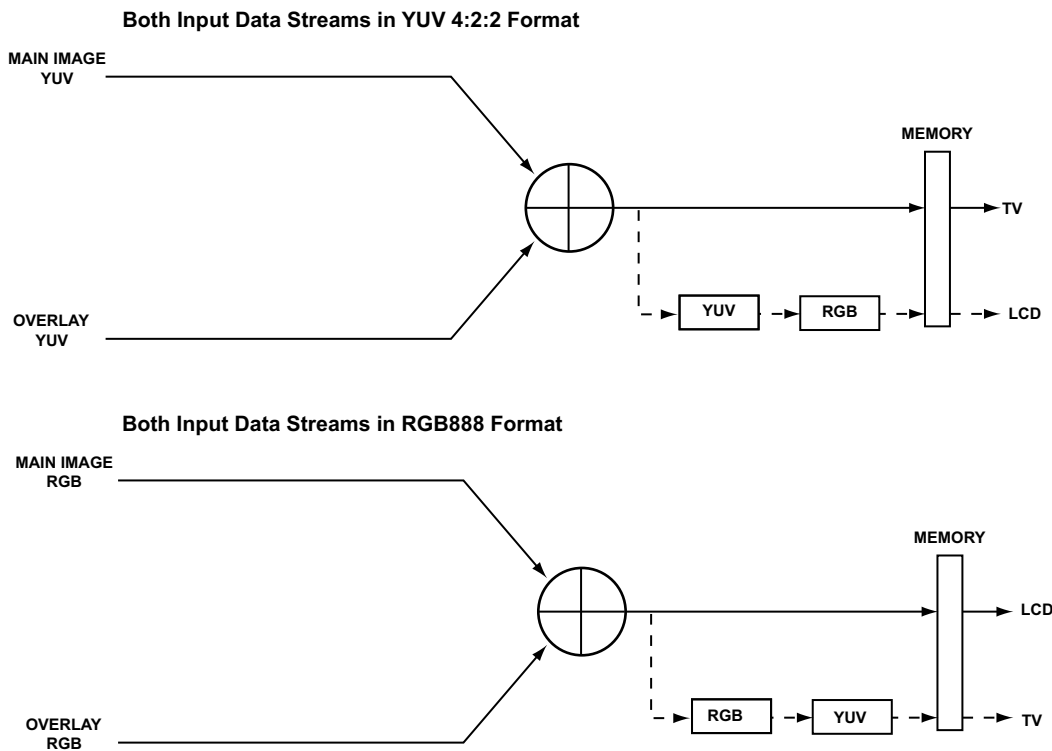 Both Input Data Streams in YUV 4:2:2 Format
MAIN IMAGE
YUV
MEMORY
TV
OVERLAY
YUV
YUV
RGB
LCD
Both Input Data Streams in RGB888 Format
MAIN IMAGE
RGB
MEMORY
LCD
OVERLAY
RGB
RGB
YUV
TV